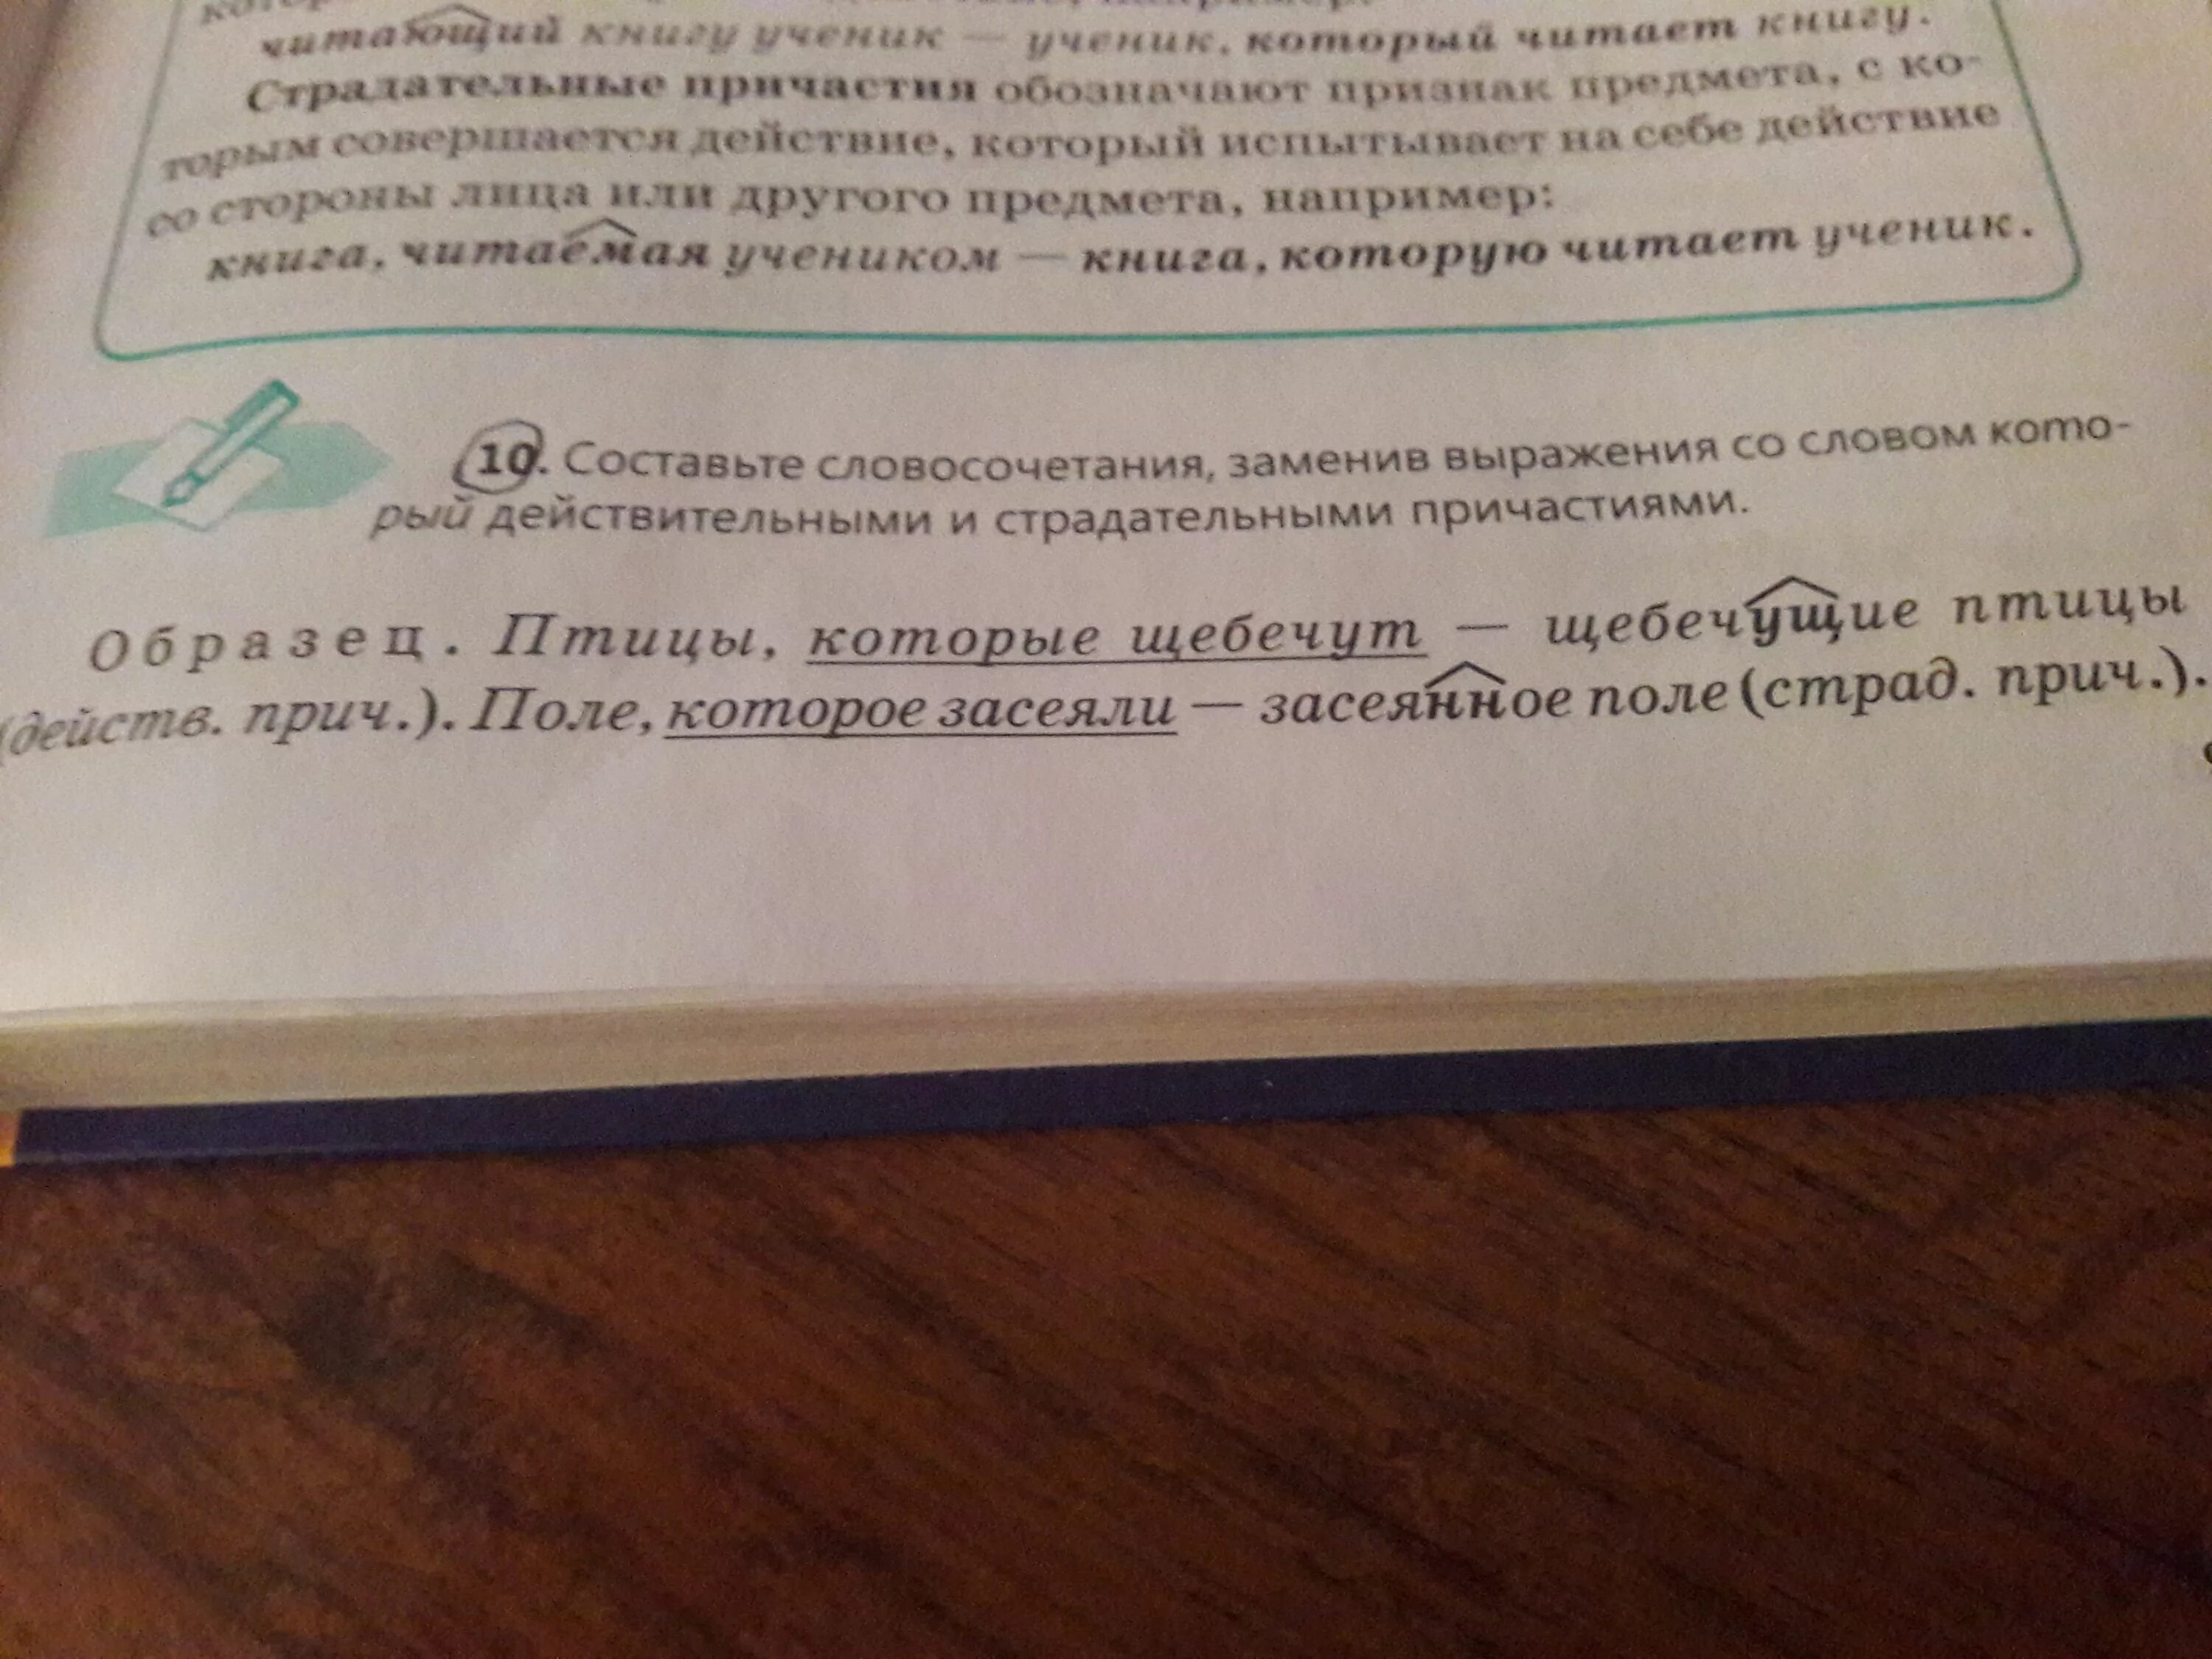 читающий книгу ученик — ученик, который читает книгу.
Страдательные причастия обозначают признак предмета, с ко-
торым совершается действие, который испытывает на себе действие
со стороны лица или другого предмета, например:
книга, читаемая учеником — книга, которую читает ученик.
10. Составьте словосочетания, заменив выражения со словом кото-
рый действительными и страдательными причастиями.
Образец. Птицы, которые щебечут — щебечущие птицы
(действ. прич.). Поле, которое засеяли — засеянное поле (страд. прич.).